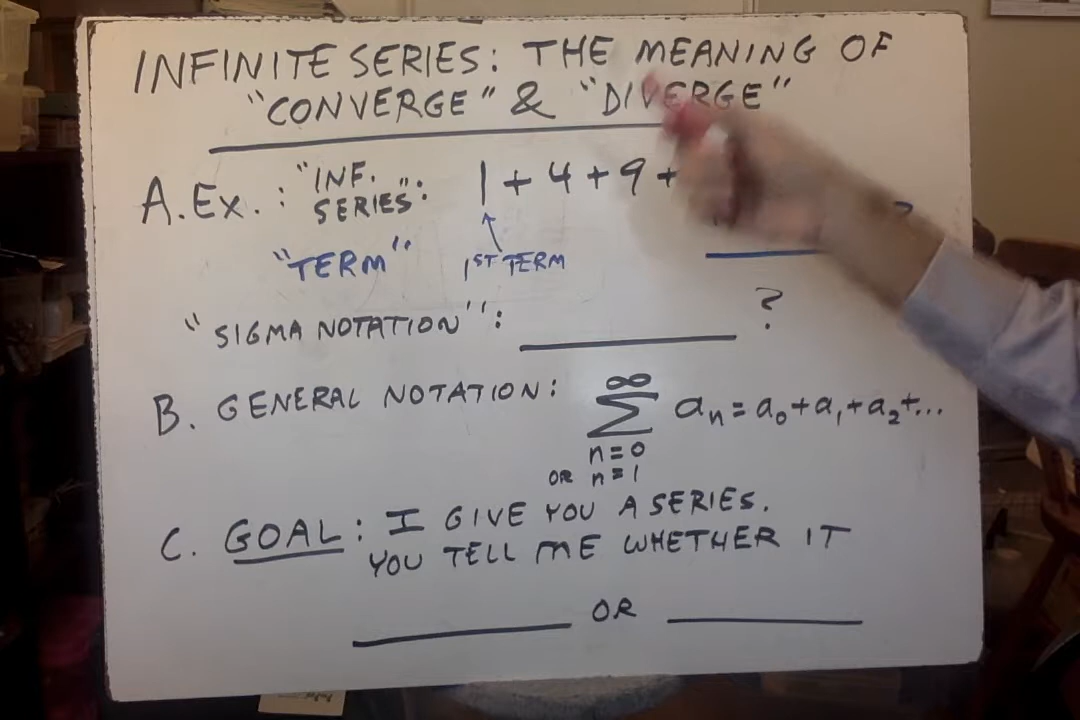 INFINITE SERIES: THE MEANING OF
"CONVERGE" & "DIVERGE"
A. Ex. : "INF. SERIES": 1 + 4 + 9 +
"TERM" 1ST TERM
"SIGMA NOTATION": ?
B. GENERAL NOTATION: ∞ Σ n=0 OR n=1 aₙ = a₀ + a₁ + a₂ + ...
C. GOAL: I GIVE YOU A SERIES.
YOU TELL ME WHETHER IT
OR